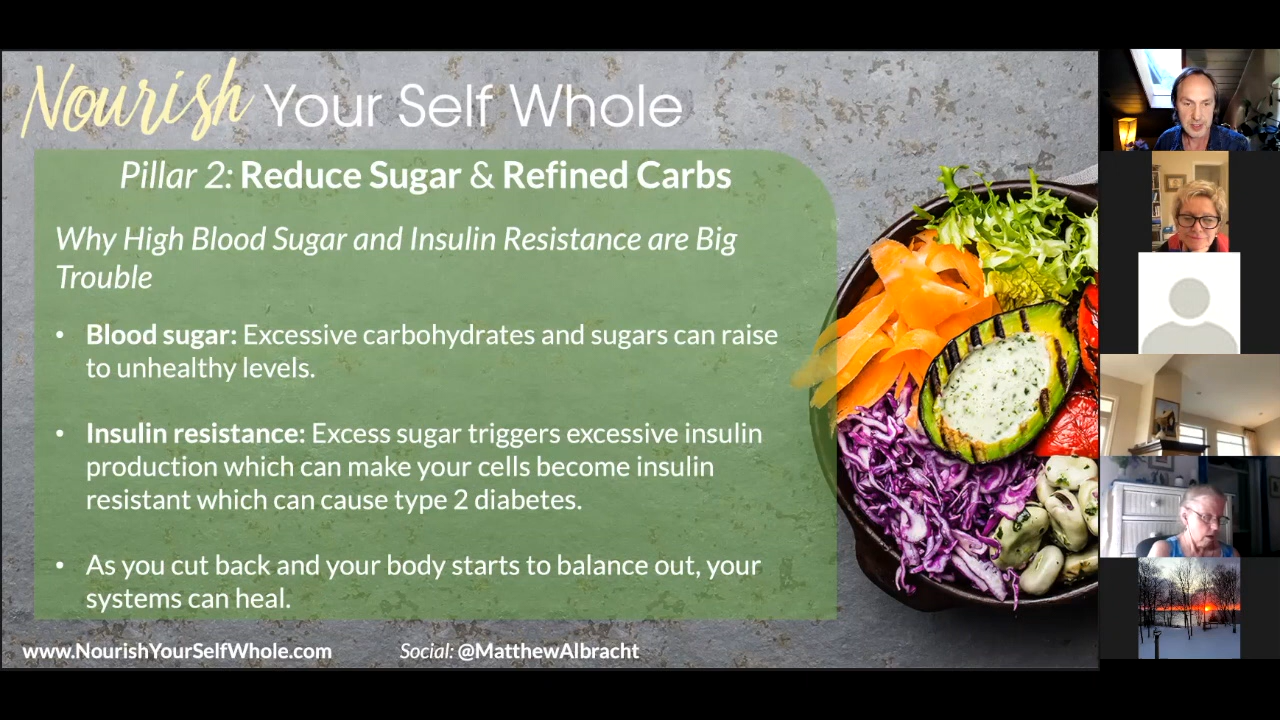 Nourish Your Self Whole
Pillar 2: Reduce Sugar & Refined Carbs
Why High Blood Sugar and Insulin Resistance are Big
Trouble
• Blood sugar: Excessive carbohydrates and sugars can raise
to unhealthy levels.
• Insulin resistance: Excess sugar triggers excessive insulin
production which can make your cells become insulin
resistant which can cause type 2 diabetes.
• As you cut back and your body starts to balance out, your
systems can heal.
www.NourishYourSelfWhole.com Social: @MatthewAlbracht